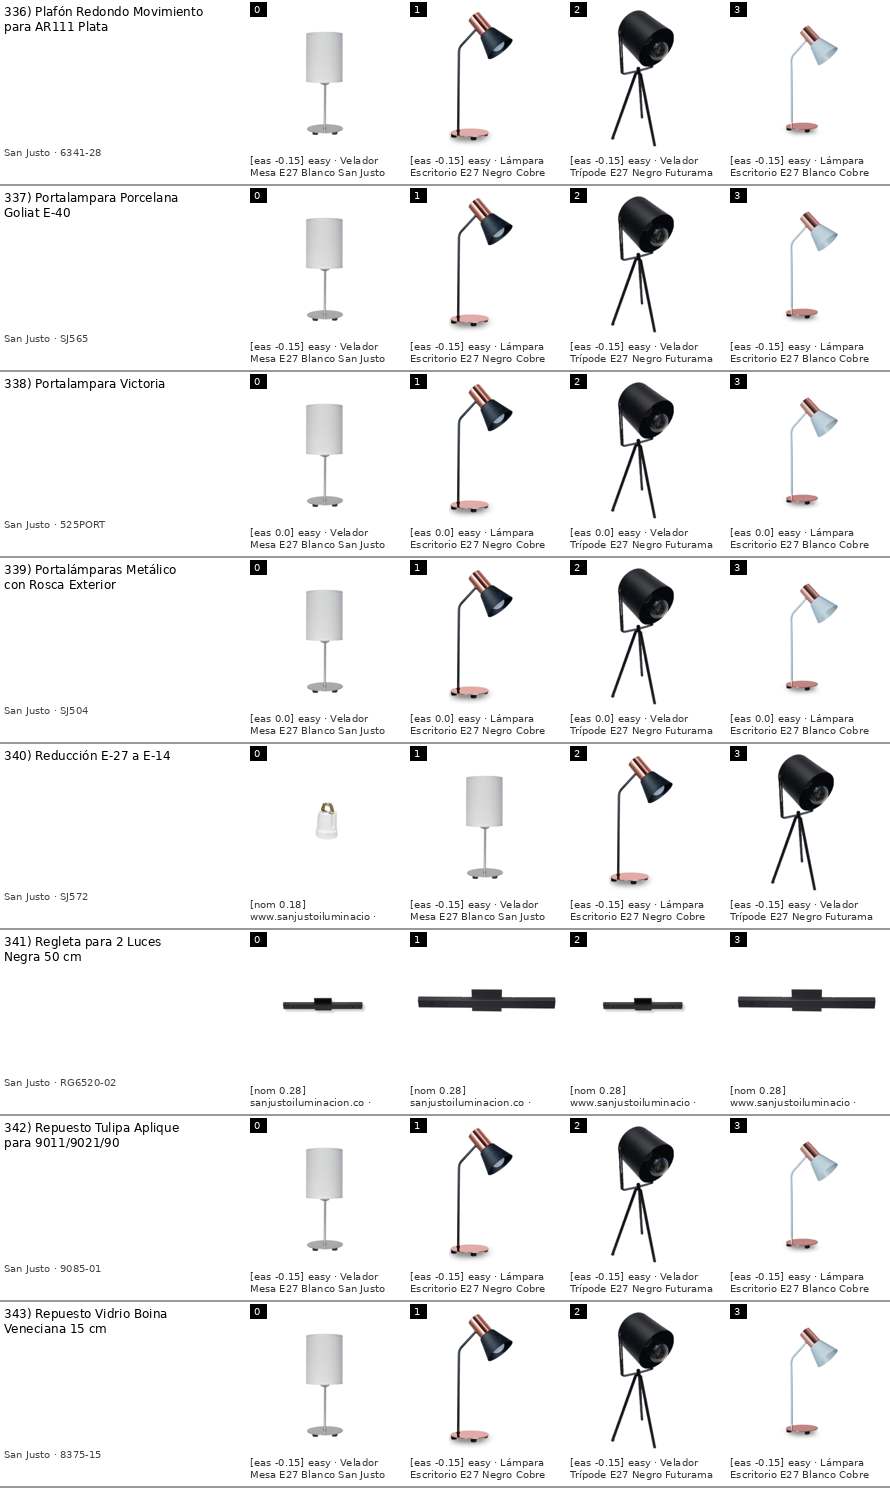 336) Plafón Redondo Movimiento
para AR111 Plata
San Justo · 6341-28
0
[eas -0.15] easy · Velador
Mesa E27 Blanco San Justo
1
[eas -0.15] easy · Lámpara
Escritorio E27 Negro Cobre
2
[eas -0.15] easy · Velador
Trípode E27 Negro Futurama
3
[eas -0.15] easy · Lámpara
Escritorio E27 Blanco Cobre
337) Portalampara Porcelana
Goliat E-40
San Justo · SJ565
0
[eas -0.15] easy · Velador
Mesa E27 Blanco San Justo
1
[eas -0.15] easy · Lámpara
Escritorio E27 Negro Cobre
2
[eas -0.15] easy · Velador
Trípode E27 Negro Futurama
3
[eas -0.15] easy · Lámpara
Escritorio E27 Blanco Cobre
338) Portalampara Victoria
San Justo · 525PORT
0
[eas 0.0] easy · Velador
Mesa E27 Blanco San Justo
1
[eas 0.0] easy · Lámpara
Escritorio E27 Negro Cobre
2
[eas 0.0] easy · Velador
Trípode E27 Negro Futurama
3
[eas 0.0] easy · Lámpara
Escritorio E27 Blanco Cobre
339) Portalámparas Metálico
con Rosca Exterior
San Justo · SJ504
0
[eas 0.0] easy · Velador
Mesa E27 Blanco San Justo
1
[eas 0.0] easy · Lámpara
Escritorio E27 Negro Cobre
2
[eas 0.0] easy · Velador
Trípode E27 Negro Futurama
3
[eas 0.0] easy · Lámpara
Escritorio E27 Blanco Cobre
340) Reducción E-27 a E-14
San Justo · SJ572
0
[nom 0.18]
www.sanjustoiluminacio ·
1
[eas -0.15] easy · Velador
Mesa E27 Blanco San Justo
2
[eas -0.15] easy · Lámpara
Escritorio E27 Negro Cobre
3
[eas -0.15] easy · Velador
Trípode E27 Negro Futurama
341) Regleta para 2 Luces
Negra 50 cm
San Justo · RG6520-02
0
[nom 0.28]
sanjustoiluminacion.co ·
1
[nom 0.28]
sanjustoiluminacion.co ·
2
[nom 0.28]
www.sanjustoiluminacio ·
3
[nom 0.28]
www.sanjustoiluminacio ·
342) Repuesto Tulipa Aplique
para 9011/9021/90
San Justo · 9085-01
0
[eas -0.15] easy · Velador
Mesa E27 Blanco San Justo
1
[eas -0.15] easy · Lámpara
Escritorio E27 Negro Cobre
2
[eas -0.15] easy · Velador
Trípode E27 Negro Futurama
3
[eas -0.15] easy · Lámpara
Escritorio E27 Blanco Cobre
343) Repuesto Vidrio Boina
Veneciana 15 cm
San Justo · 8375-15
0
[eas -0.15] easy · Velador
Mesa E27 Blanco San Justo
1
[eas -0.15] easy · Lámpara
Escritorio E27 Negro Cobre
2
[eas -0.15] easy · Velador
Trípode E27 Negro Futurama
3
[eas -0.15] easy · Lámpara
Escritorio E27 Blanco Cobre